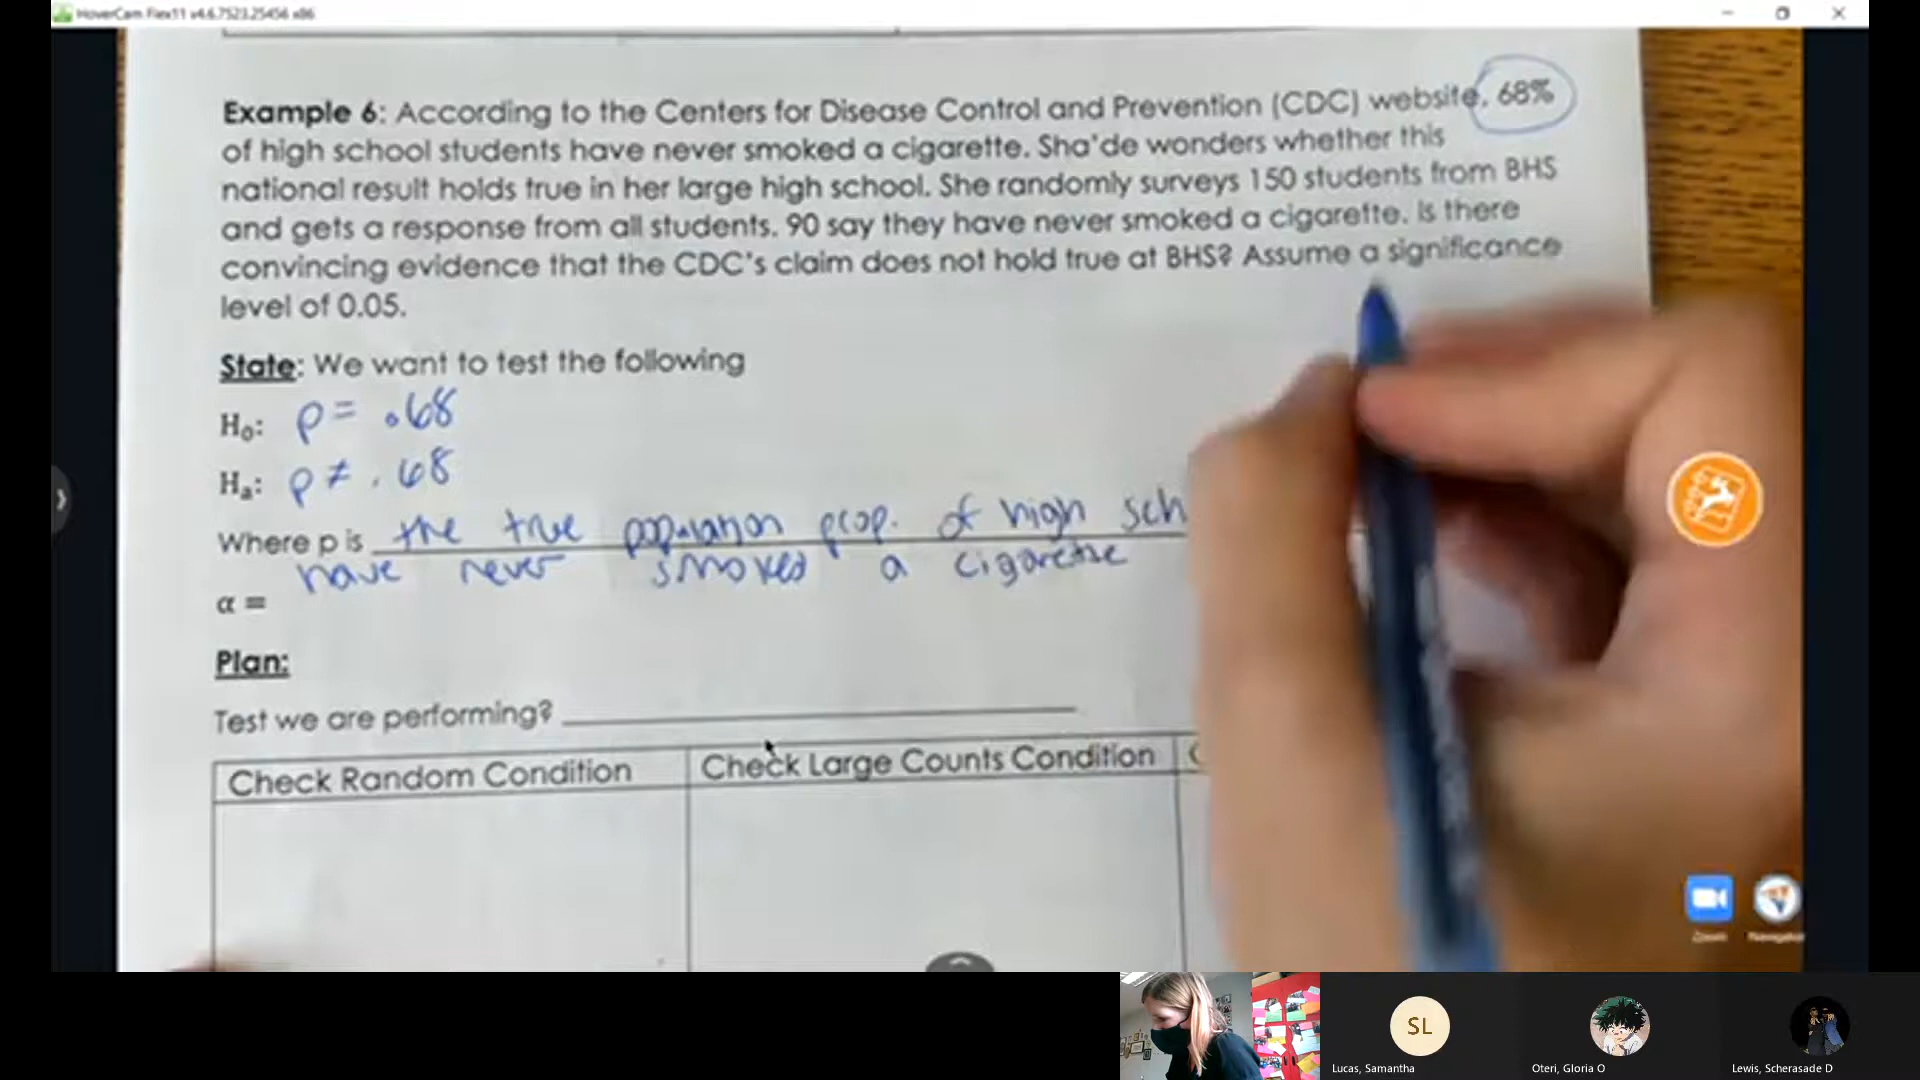 HoverCam Flex11 v4.6.7523.25456 x86
Example 6: According to the Centers for Disease Control and Prevention (CDC) website, 68%
of high school students have never smoked a cigarette. Sha'de wonders whether this
national result holds true in her large high school. She randomly surveys 150 students from BHS
and gets a response from all students. 90 say they have never smoked a cigarette. Is there
convincing evidence that the CDC's claim does not hold true at BHS? Assume a significance
level of 0.05.
State: We want to test the following
H₀: p = .68
Hₐ: p ≠ .68
Where p is the true population prop. of high sch
have never smoked a cigarette
α =
Plan:
Test we are performing?
Check Random Condition Check Large Counts Condition
Zoom
SL
Lucas, Samantha Oteri, Gloria O Lewis, Scherasade D